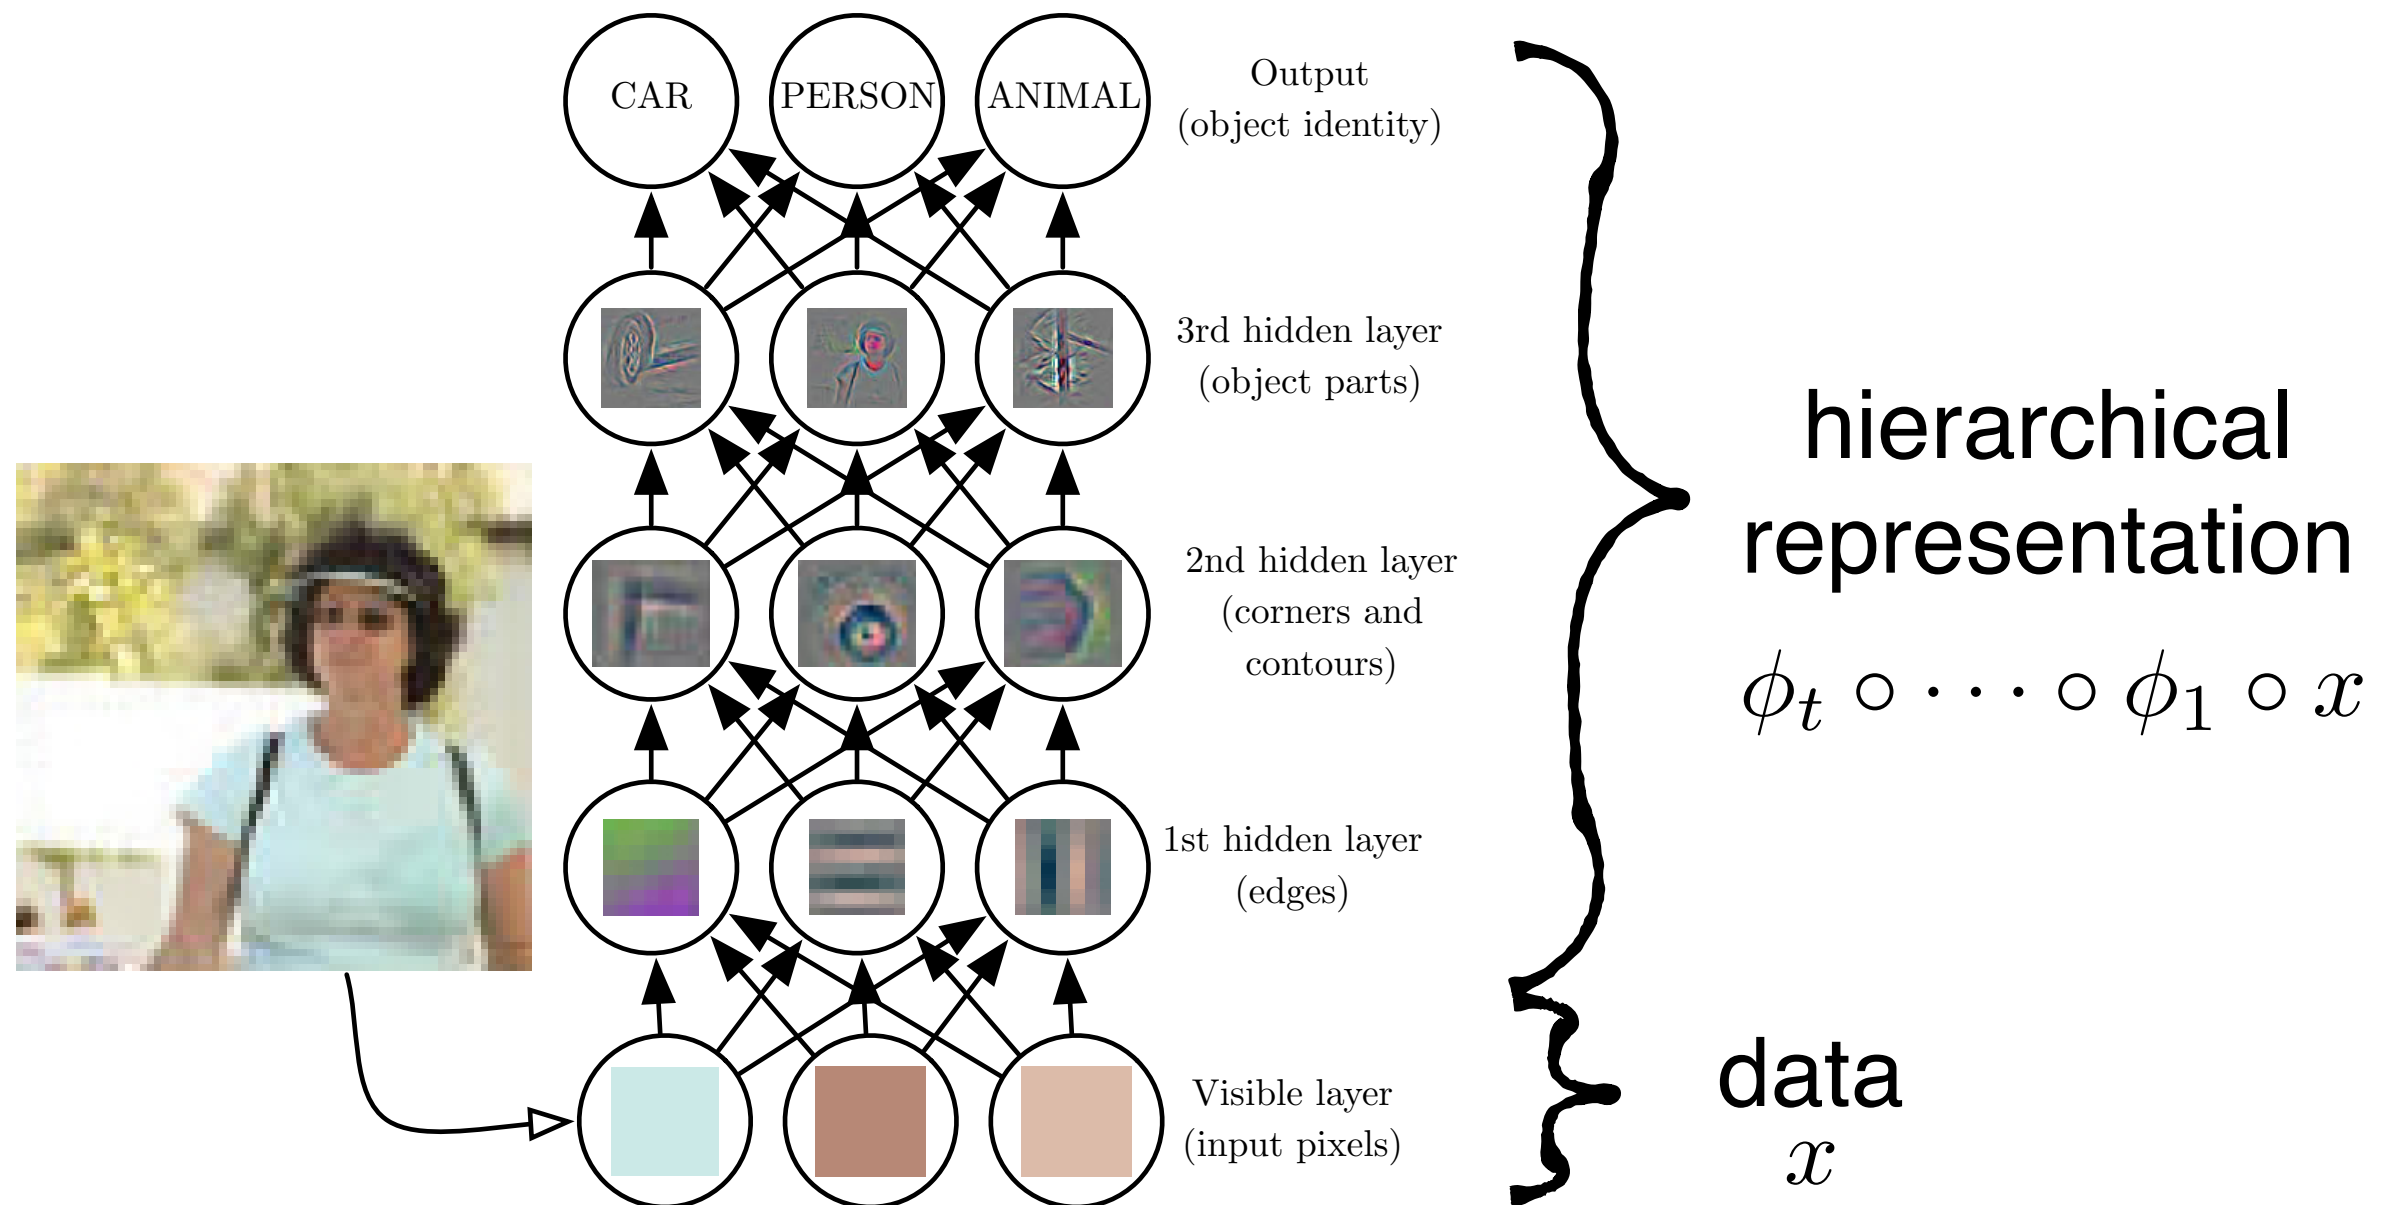 CAR PERSON ANIMAL
Output
(object identity)
3rd hidden layer
(object parts)
2nd hidden layer
(corners and
contours)
1st hidden layer
(edges)
Visible layer
(input pixels)
hierarchical
representation
ϕₜ ∘ ⋯ ∘ ϕ₁ ∘ x
data
x